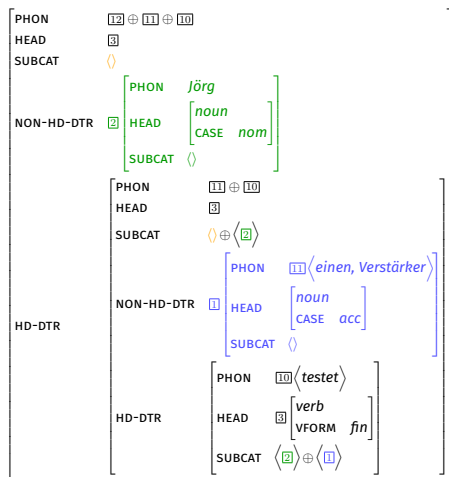 PHON 12 ⊕ 11 ⊕ 10
HEAD 3
SUBCAT ⟨⟩
NON-HD-DTR 2
PHON Jörg
HEAD noun
CASE nom
SUBCAT ⟨⟩
HD-DTR
PHON 11 ⊕ 10
HEAD 3
SUBCAT ⟨⟩ ⊕ ⟨2⟩
NON-HD-DTR 1
PHON 11 ⟨einen, Verstärker⟩
HEAD noun
CASE acc
SUBCAT ⟨⟩
HD-DTR
PHON 10 ⟨testet⟩
HEAD 3 verb
VFORM fin
SUBCAT ⟨2⟩ ⊕ ⟨1⟩